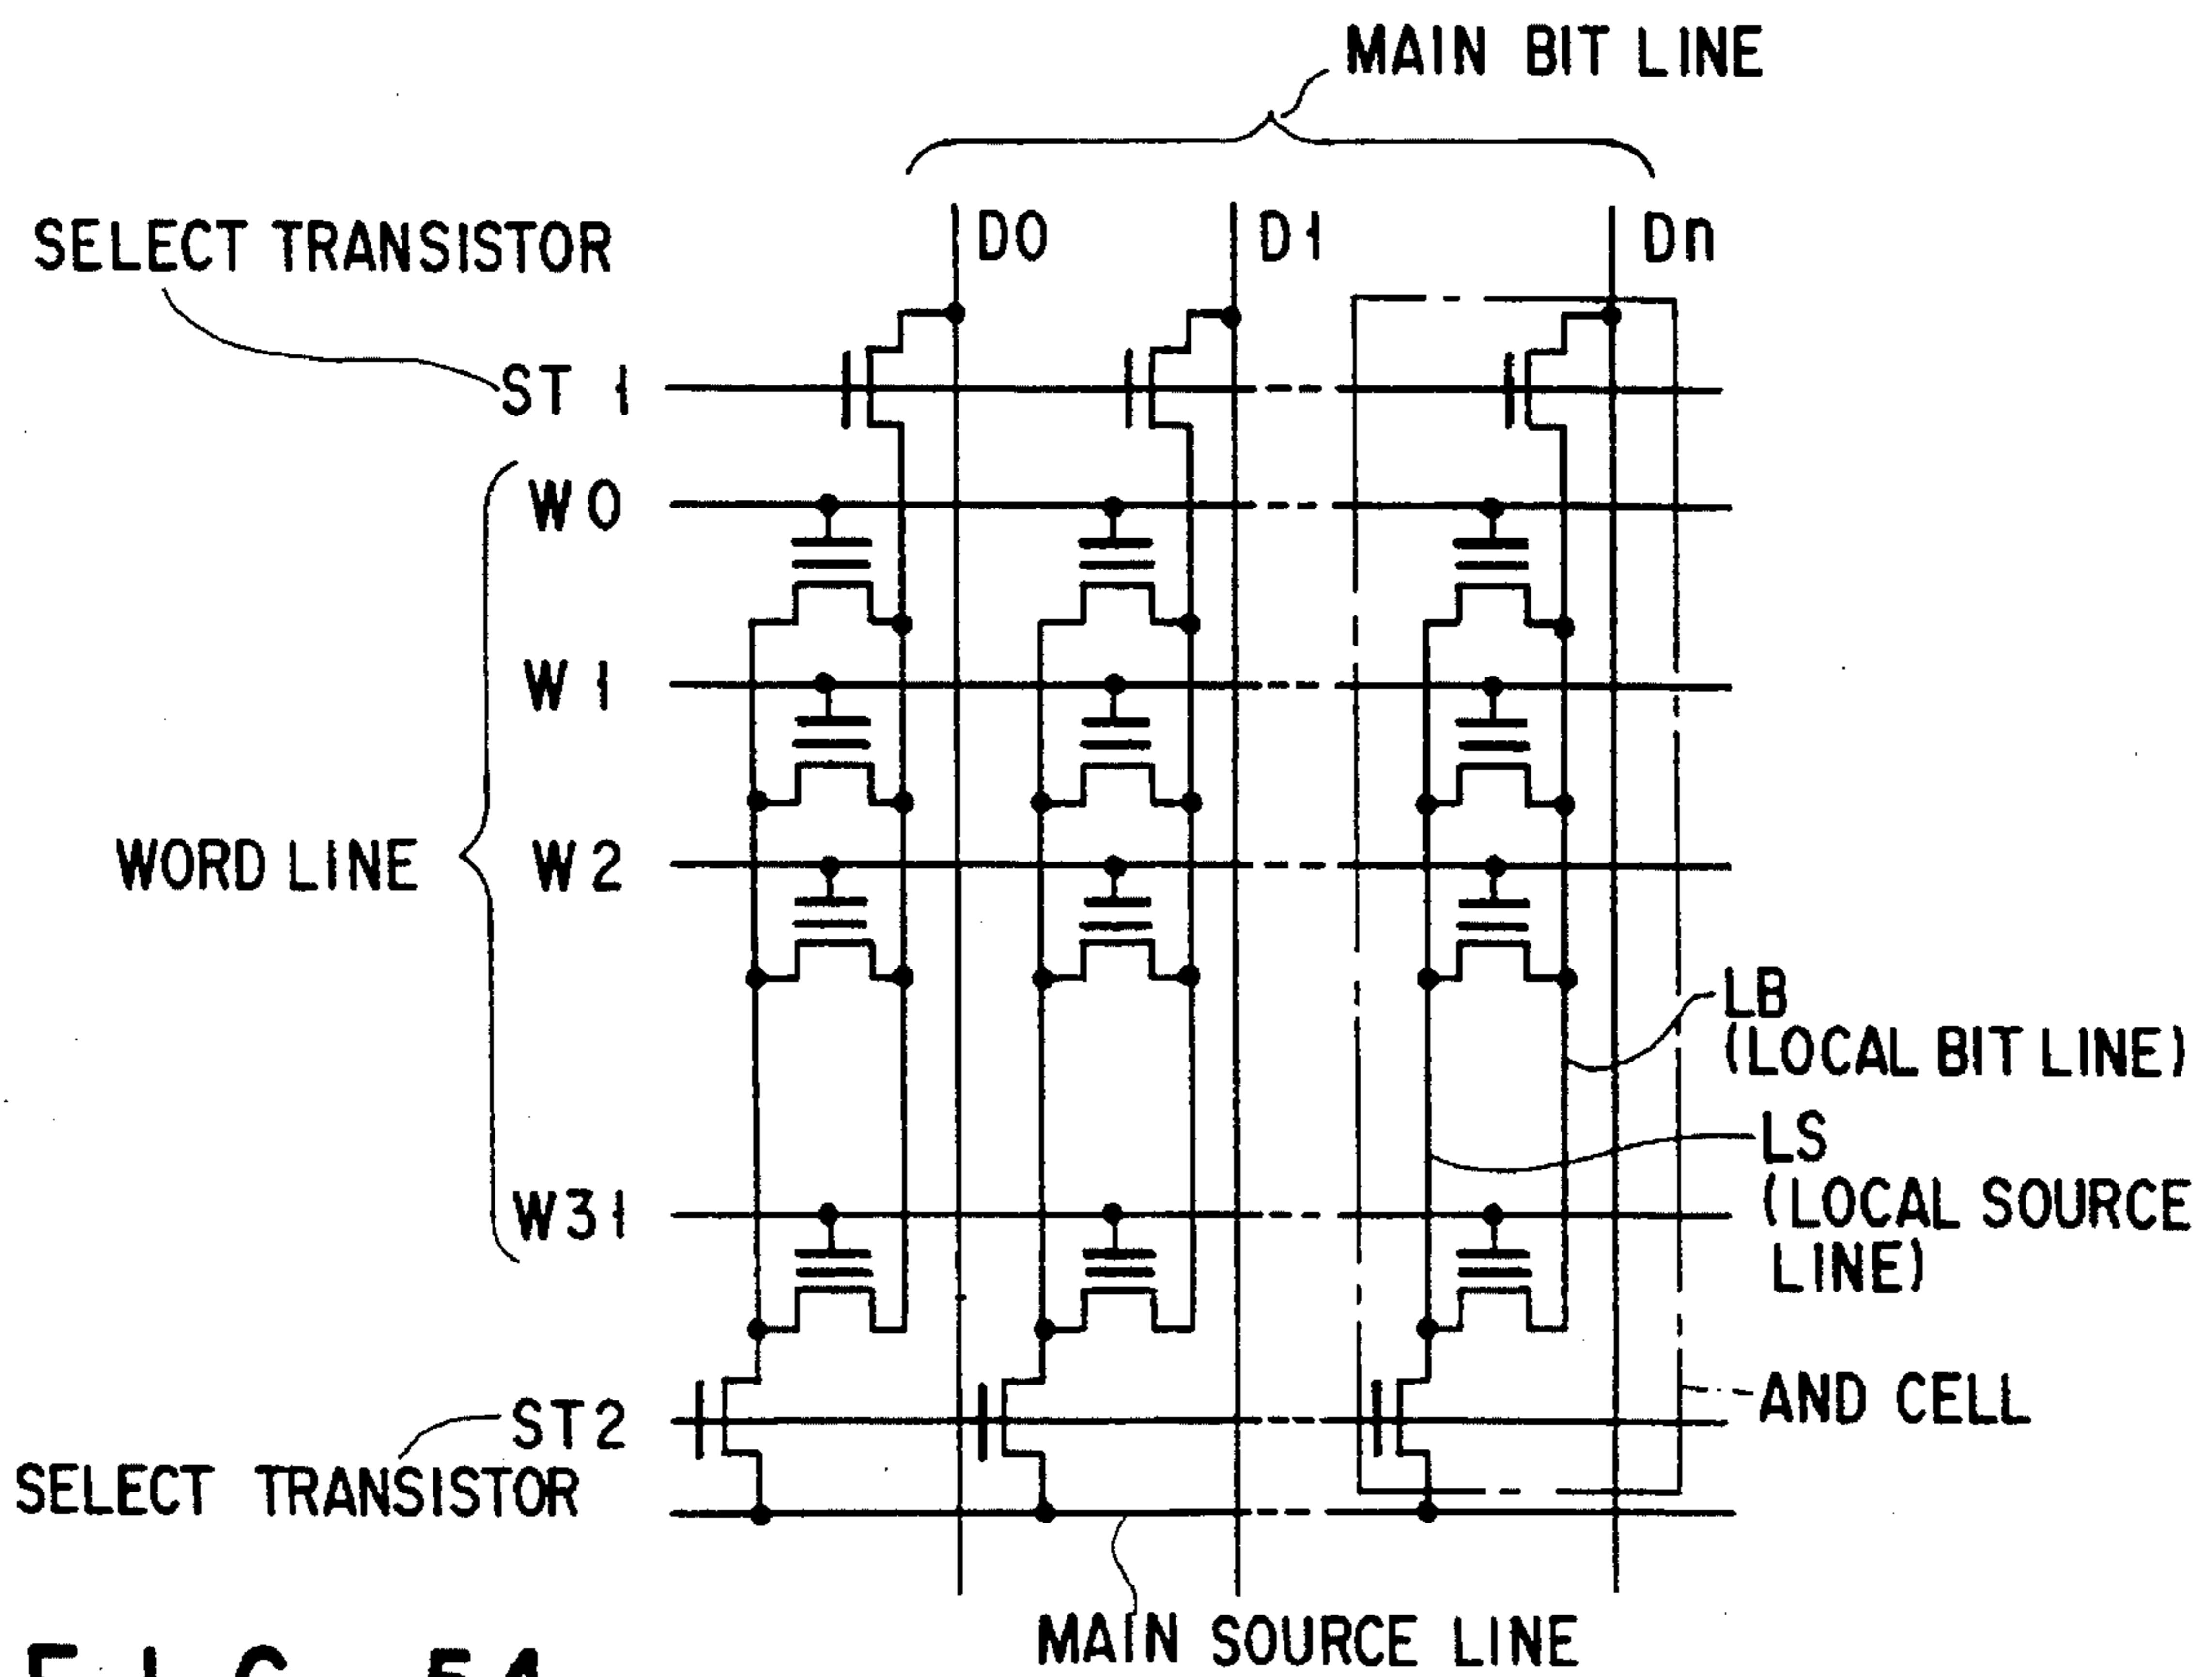 MAIN BIT LINE
SELECT TRANSISTOR
D0
D1
Dn
ST 1
W0
W1
WORD LINE
W2
LB
(LOCAL BIT LINE)
LS
(LOCAL SOURCE
LINE)
W31
AND CELL
ST2
SELECT TRANSISTOR
MAIN SOURCE LINE